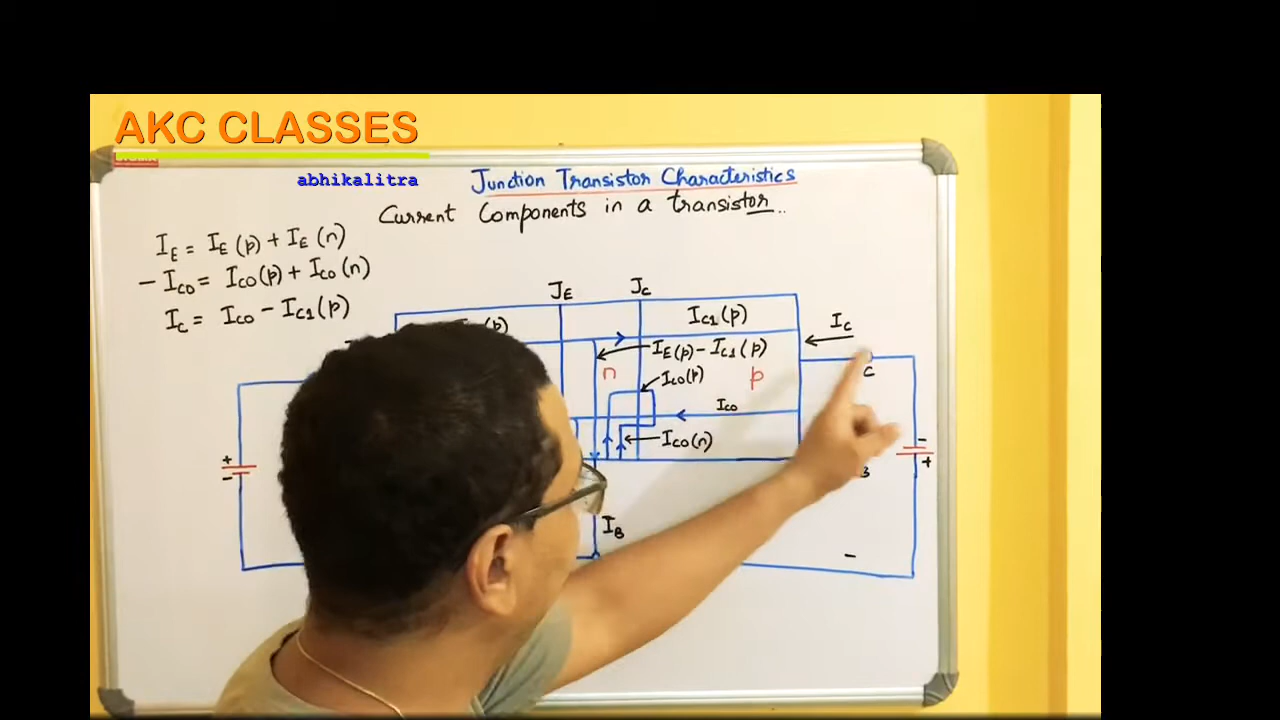 AKC CLASSES
abhikalitra
Junction Transistor Characteristics
Current Components in a transistor..
I_E = I_E (p) + I_E (n)
- I_CO = I_CO (p) + I_CO (n)
I_C = I_CO - I_C1 (p)
J_E J_C
(p)
I_C1 (p)
I_C
I_E (p) - I_C1 (p)
n
I_CO (p)
p
C
I_CO
I_CO (n)
-
+
+
-
I_B
-